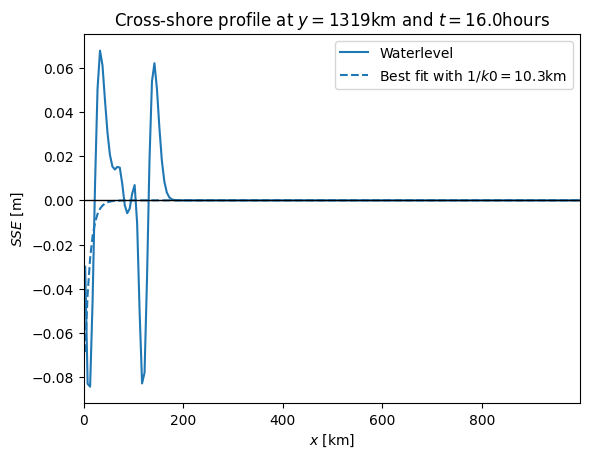 Cross-shore profile at y = 1319km and t = 16.0hours
Waterlevel
Best fit with 1/k0 = 10.3km
0.06
0.04
0.02
0.00
−0.02
−0.04
−0.06
−0.08
SSE [m]
0
200
400
600
800
x [km]